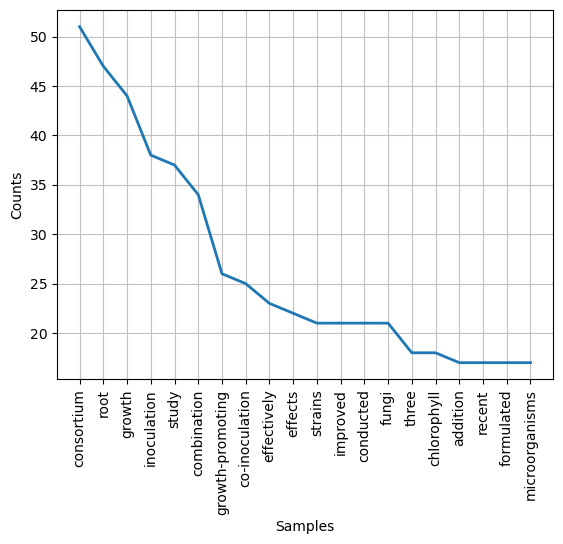 50
45
40
35
30
25
20
Counts
consortium
root
growth
inoculation
study
combination
growth-promoting
co-inoculation
effectively
effects
strains
improved
conducted
fungi
three
chlorophyll
addition
recent
formulated
microorganisms
Samples